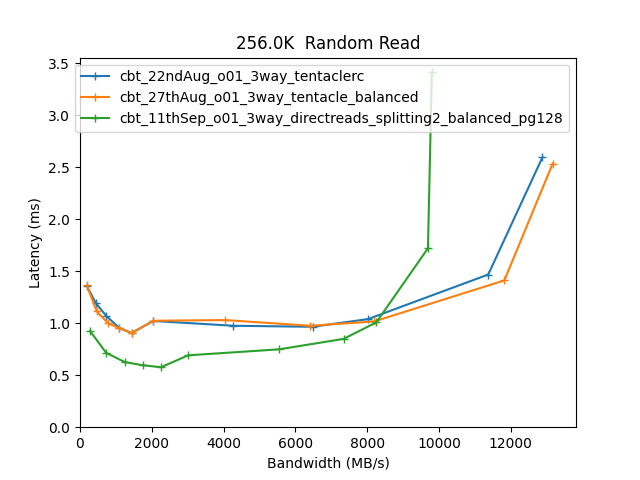 256.0K  Random Read
cbt_22ndAug_o01_3way_tentaclerc
cbt_27thAug_o01_3way_tentacle_balanced
cbt_11thSep_o01_3way_directreads_splitting2_balanced_pg128
Latency (ms)
3.5
3.0
2.5
2.0
1.5
1.0
0.5
0.0
0
2000
4000
6000
8000
10000
12000
Bandwidth (MB/s)